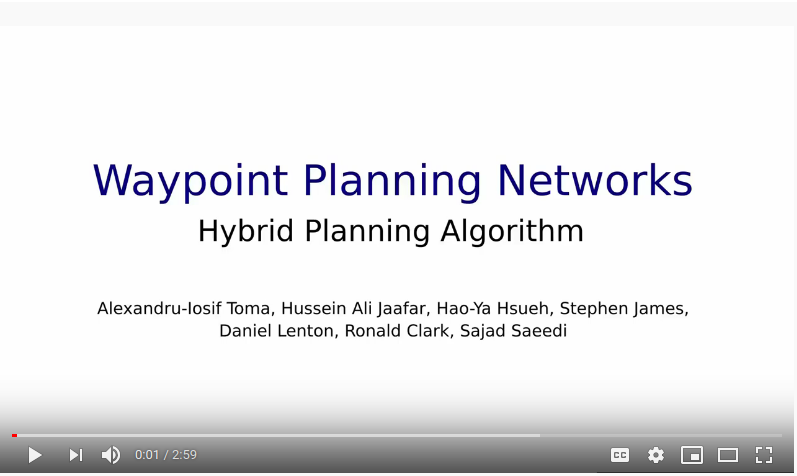 Waypoint Planning Networks
Hybrid Planning Algorithm
Alexandru-Iosif Toma, Hussein Ali Jaafar, Hao-Ya Hsueh, Stephen James,
Daniel Lenton, Ronald Clark, Sajad Saeedi
0:01 / 2:59
CC